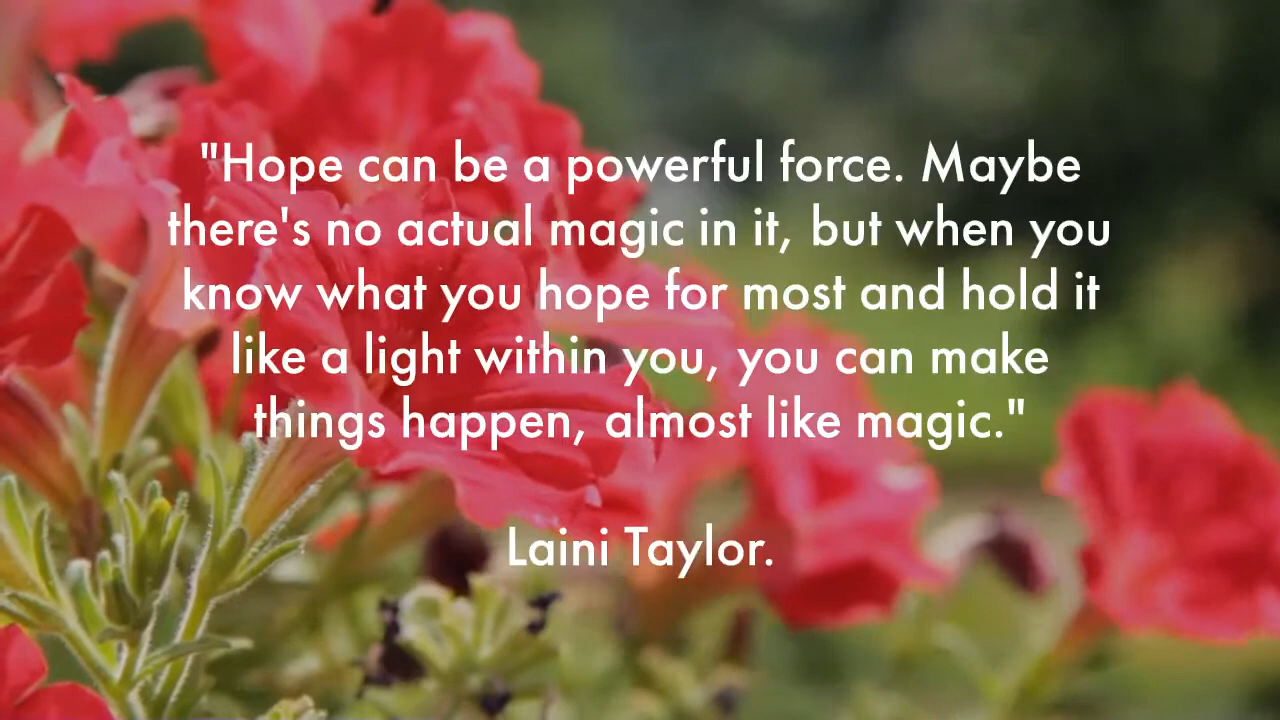 "Hope can be a powerful force. Maybe
there's no actual magic in it, but when you
know what you hope for most and hold it
like a light within you, you can make
things happen, almost like magic."
Laini Taylor.